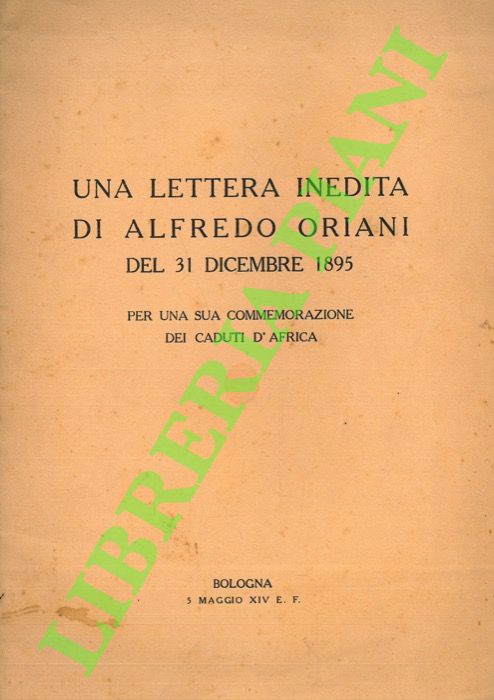 UNA LETTERA INEDITA
DI ALFREDO ORIANI
DEL 31 DICEMBRE 1895
PER UNA SUA COMMEMORAZIONE
DEI CADUTI D'AFRICA
BOLOGNA
5 MAGGIO XIV E. F.
LIBRERIA PIANI